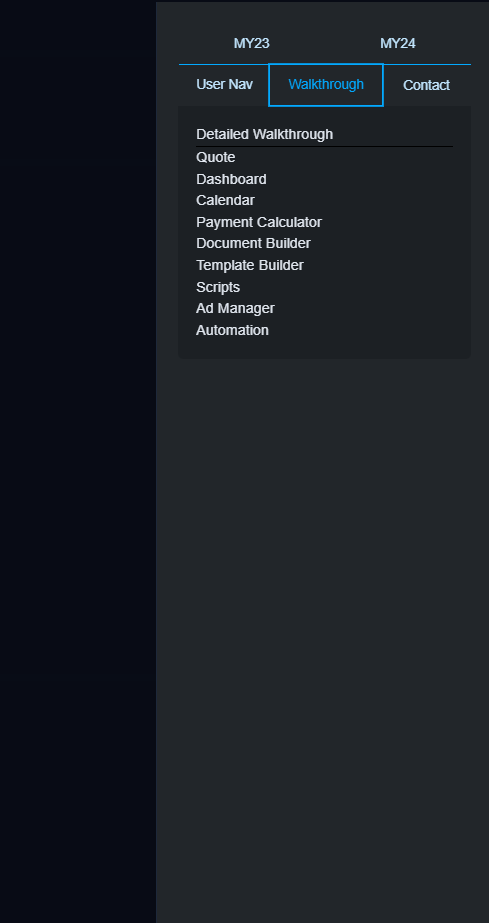 MY23 MY24
User Nav Walkthrough Contact
Detailed Walkthrough
Quote
Dashboard
Calendar
Payment Calculator
Document Builder
Template Builder
Scripts
Ad Manager
Automation